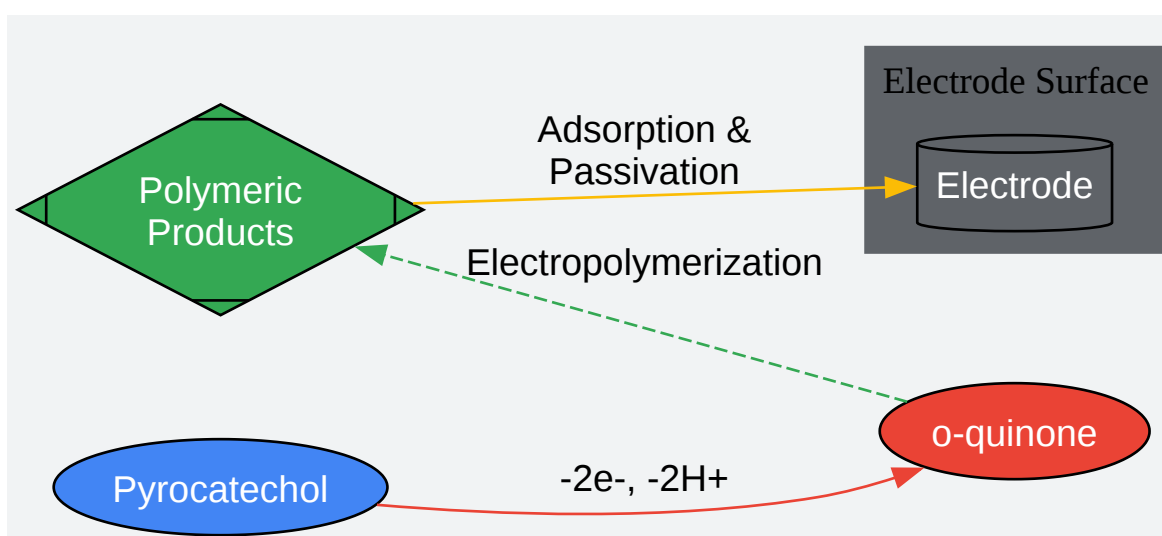 Electrode Surface
Adsorption &
Passivation
Polymeric
Products
Electrode
Electropolymerization
o-quinone
-2e-, -2H+
Pyrocatechol